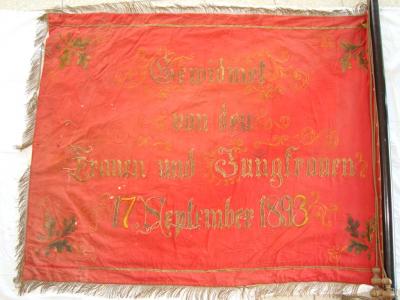 Gewidmet
von den
Frauen und Jungfrauen
17. September 1893